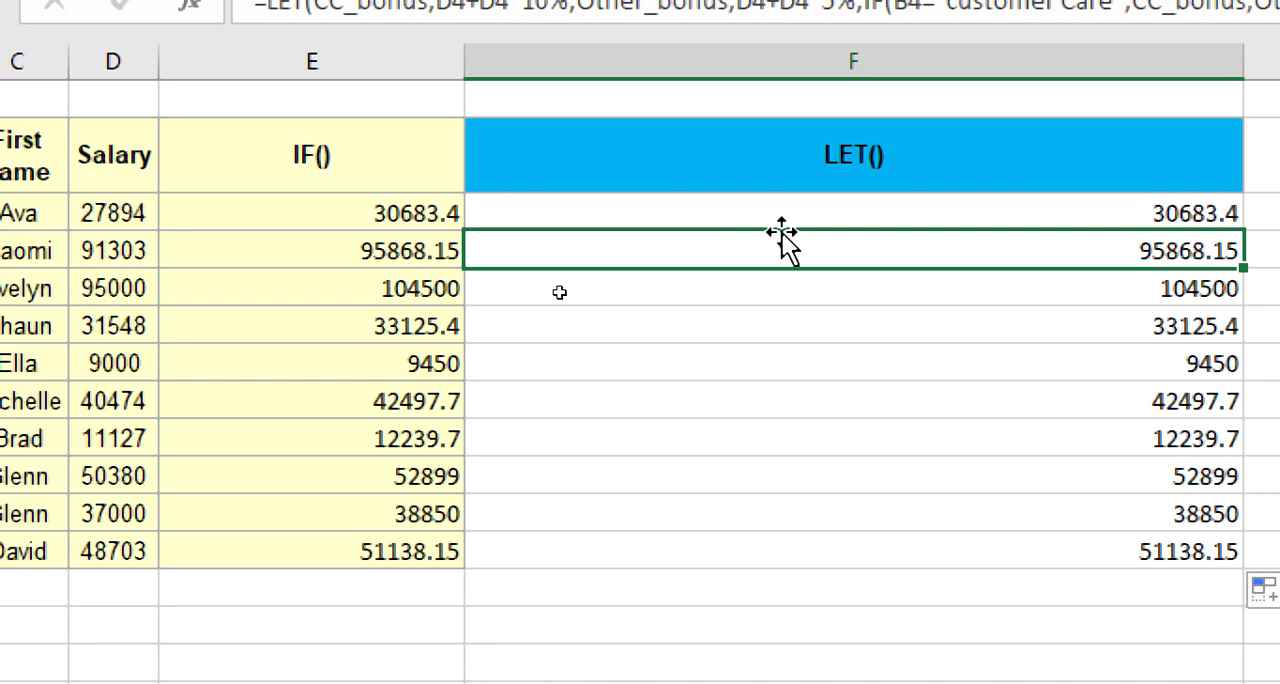 =LET(CC_bonus,D4+D4*10%,Other_bonus,D4+D4*5%,IF(B4="customer Care",CC_bonus,Ot
C D E F
First Name Salary IF() LET()
Ava 27894 30683.4 30683.4
aomi 91303 95868.15 95868.15
velyn 95000 104500 104500
haun 31548 33125.4 33125.4
Ella 9000 9450 9450
chelle 40474 42497.7 42497.7
Brad 11127 12239.7 12239.7
Glenn 50380 52899 52899
Glenn 37000 38850 38850
David 48703 51138.15 51138.15